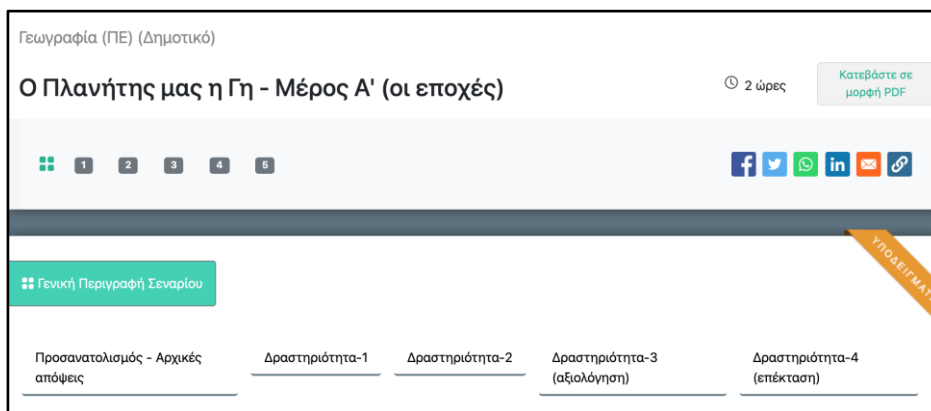 Γεωγραφία (ΠΕ) (Δημοτικό)
Ο Πλανήτης μας η Γη - Μέρος Α' (οι εποχές)
2 ώρες
Κατεβάστε σε
μορφή PDF
1 2 3 4 5
Γενική Περιγραφή Σεναρίου
Προσανατολισμός - Αρχικές
απόψεις
Δραστηριότητα-1
Δραστηριότητα-2
Δραστηριότητα-3
(αξιολόγηση)
Δραστηριότητα-4
(επέκταση)